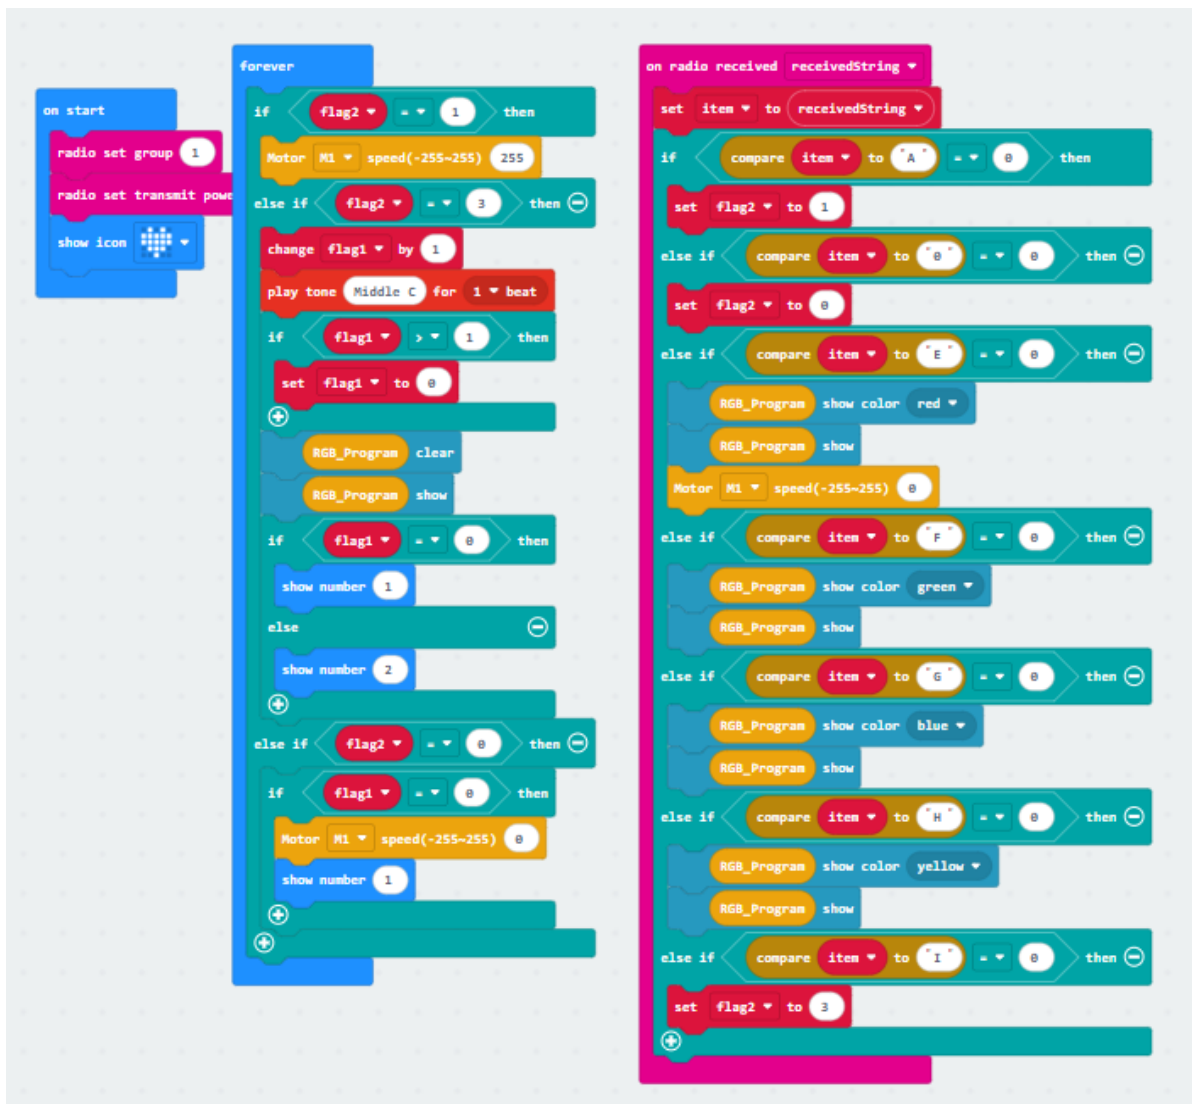 on start
radio set group 1
radio set transmit powe
show icon
forever
if flag2 = 1 then
Motor M1 speed(-255~255) 255
else if flag2 = 3 then
change flag1 by 1
play tone Middle C for 1 beat
if flag1 > 1 then
set flag1 to 0
RGB_Program clear
RGB_Program show
if flag1 = 0 then
show number 1
else
show number 2
else if flag2 = 0 then
if flag1 = 0 then
Motor M1 speed(-255~255) 0
show number 1
on radio received receivedString
set item to receivedString
if compare item to "A" = 0 then
set flag2 to 1
else if compare item to "0" = 0 then
set flag2 to 0
else if compare item to "E" = 0 then
RGB_Program show color red
RGB_Program show
Motor M1 speed(-255~255) 0
else if compare item to "F" = 0 then
RGB_Program show color green
RGB_Program show
else if compare item to "G" = 0 then
RGB_Program show color blue
RGB_Program show
else if compare item to "H" = 0 then
RGB_Program show color yellow
RGB_Program show
else if compare item to "I" = 0 then
set flag2 to 3